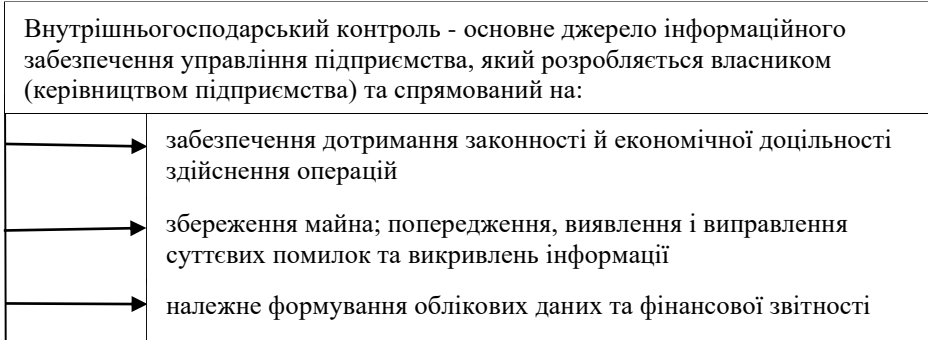 Внутрішньогосподарський контроль - основне джерело інформаційного
забезпечення управління підприємства, який розробляється власником
(керівництвом підприємства) та спрямований на:
забезпечення дотримання законності й економічної доцільності
здійснення операцій
збереження майна; попередження, виявлення і виправлення
суттєвих помилок та викривлень інформації
належне формування облікових даних та фінансової звітності